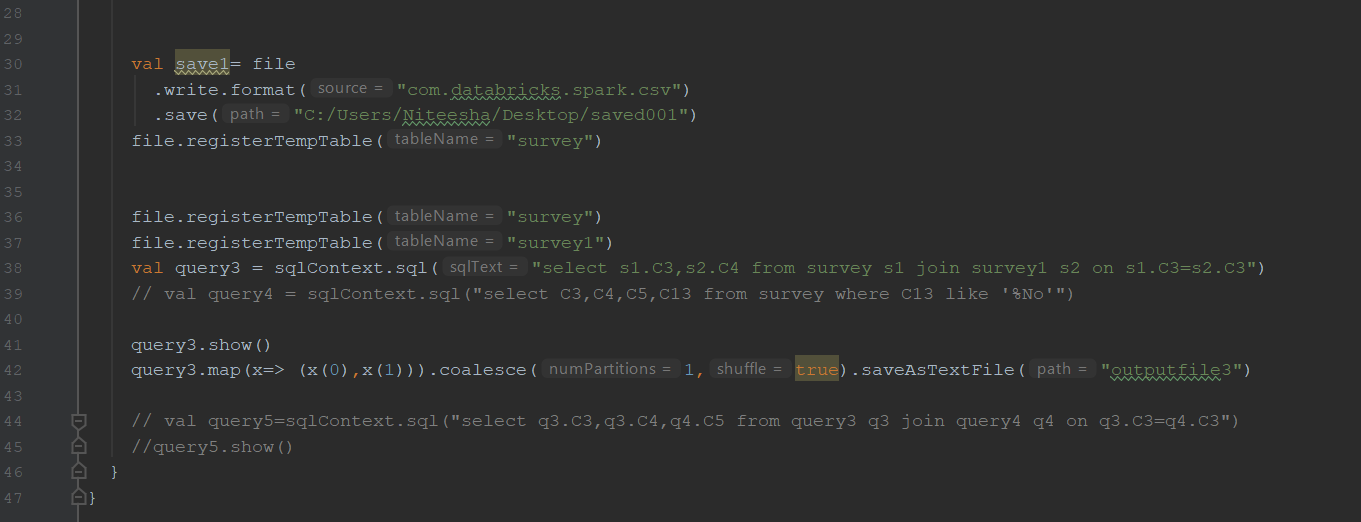 28
29
30 val save1= file
31 .write.format( source = "com.databricks.spark.csv")
32 .save( path = "C:/Users/Niteesha/Desktop/saved001")
33 file.registerTempTable( tableName = "survey")
34
35
36 file.registerTempTable( tableName = "survey")
37 file.registerTempTable( tableName = "survey1")
38 val query3 = sqlContext.sql( sqlText = "select s1.C3,s2.C4 from survey s1 join survey1 s2 on s1.C3=s2.C3")
39 // val query4 = sqlContext.sql("select C3,C4,C5,C13 from survey where C13 like '%No'")
40
41 query3.show()
42 query3.map(x=> (x(0),x(1))).coalesce( numPartitions = 1, shuffle = true).saveAsTextFile( path = "outputfile3")
43
44 // val query5=sqlContext.sql("select q3.C3,q3.C4,q4.C5 from query3 q3 join query4 q4 on q3.C3=q4.C3")
45 //query5.show()
46 }
47 }